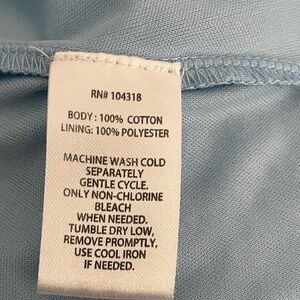 RN# 104318
BODY: 100% COTTON
LINING: 100% POLYESTER
MACHINE WASH COLD
SEPARATELY
GENTLE CYCLE.
ONLY NON-CHLORINE
BLEACH
WHEN NEEDED.
TUMBLE DRY LOW,
REMOVE PROMPTLY,
USE COOL IRON
IF NEEDED.